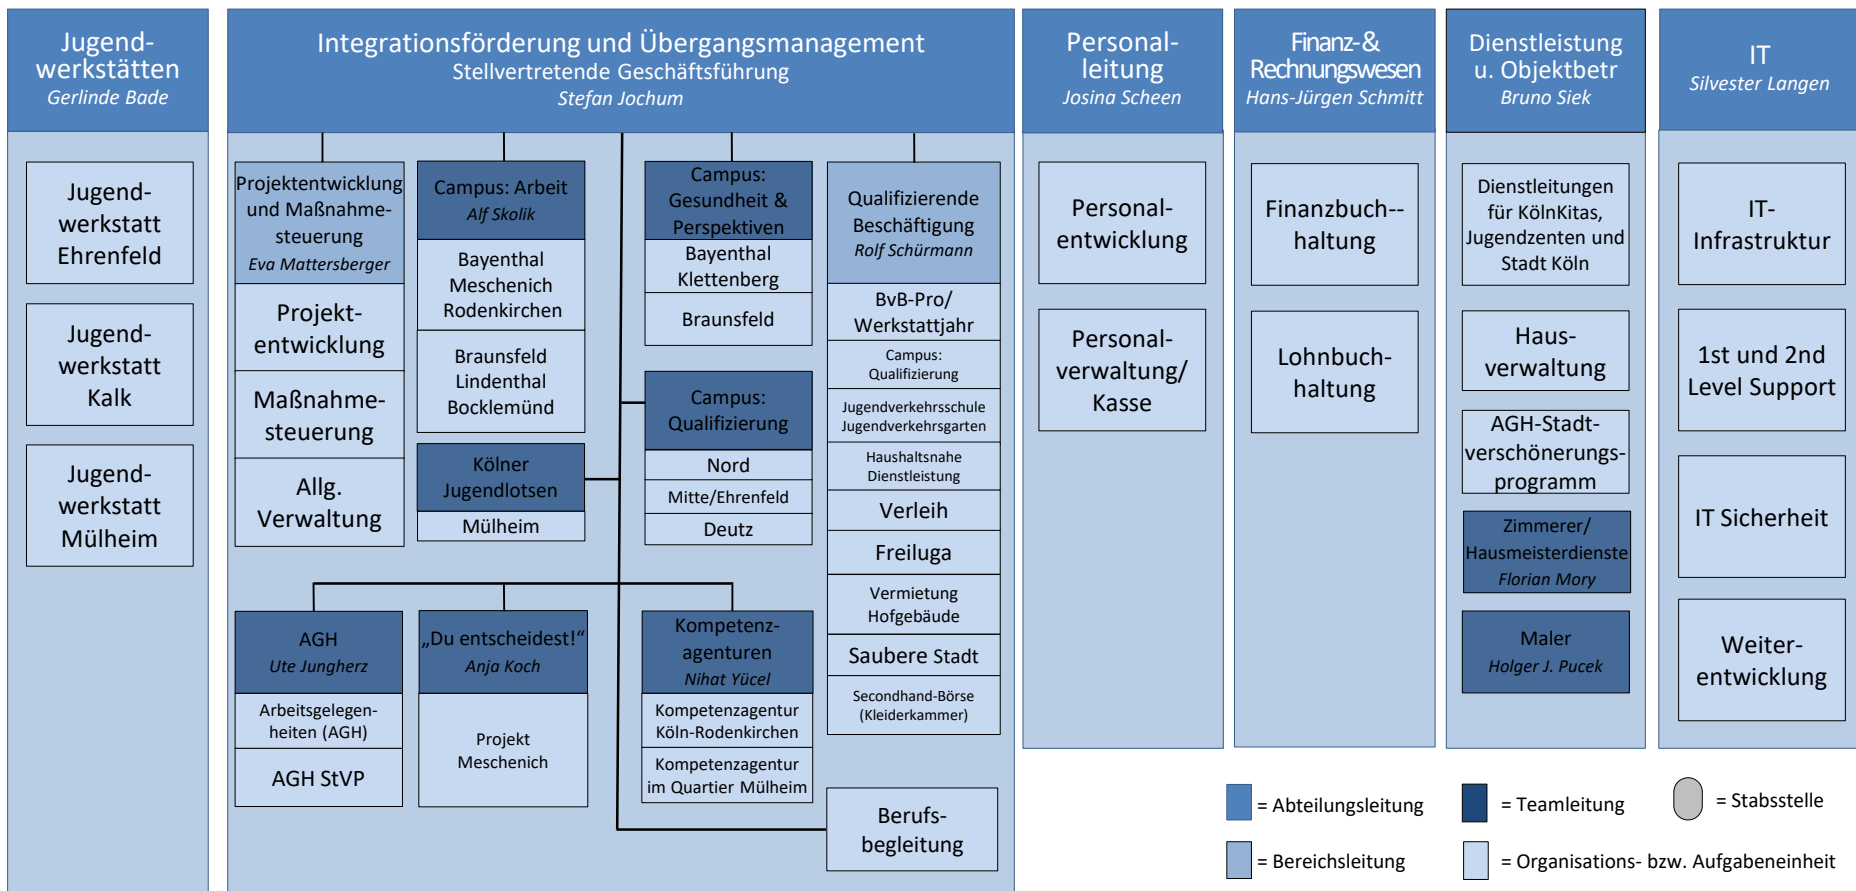 Jugend-
werkstätten
Gerlinde Bade
Jugend-
werkstatt
Ehrenfeld
Jugend-
werkstatt
Kalk
Jugend-
werkstatt
Mülheim
Integrationsförderung und Übergangsmanagement
Stellvertretende Geschäftsführung
Stefan Jochum
Projektentwicklung
und Maßnahme-
steuerung
Eva Mattersberger
Projekt-
entwicklung
Maßnahme-
steuerung
Allg.
Verwaltung
Campus: Arbeit
Alf Skolik
Bayenthal
Meschenich
Rodenkirchen
Braunsfeld
Lindenthal
Bocklemünd
Kölner
Jugendlotsen
Mülheim
Campus:
Gesundheit &
Perspektiven
Bayenthal
Klettenberg
Braunsfeld
Campus:
Qualifizierung
Nord
Mitte/Ehrenfeld
Deutz
Qualifizierende
Beschäftigung
Rolf Schürmann
BvB-Pro/
Werkstattjahr
Campus:
Qualifizierung
Jugendverkehrsschule
Jugendverkehrsgarten
Haushaltsnahe
Dienstleistung
Verleih
Freiluga
Vermietung
Hofgebäude
Saubere Stadt
Secondhand-Börse
(Kleiderkammer)
AGH
Ute Jungherz
Arbeitsgelegen-
heiten (AGH)
AGH StVP
„Du entscheidest!“
Anja Koch
Projekt
Meschenich
Kompetenz-
agenturen
Nihat Yücel
Kompetenzagentur
Köln-Rodenkirchen
Kompetenzagentur
im Quartier Mülheim
Berufs-
begleitung
Personal-
leitung
Josina Scheen
Personal-
entwicklung
Personal-
verwaltung/
Kasse
Finanz-&
Rechnungswesen
Hans-Jürgen Schmitt
Finanzbuch--
haltung
Lohnbuch-
haltung
Dienstleistung
u. Objektbetr
Bruno Siek
Dienstleitungen
für KölnKitas,
Jugendzenten und
Stadt Köln
Haus-
verwaltung
AGH-Stadt-
verschönerungs-
programm
Zimmerer/
Hausmeisterdienste
Florian Mory
Maler
Holger J. Pucek
IT
Silvester Langen
IT-
Infrastruktur
1st und 2nd
Level Support
IT Sicherheit
Weiter-
entwicklung
= Abteilungsleitung
= Teamleitung
= Stabsstelle
= Bereichsleitung
= Organisations- bzw. Aufgabeneinheit